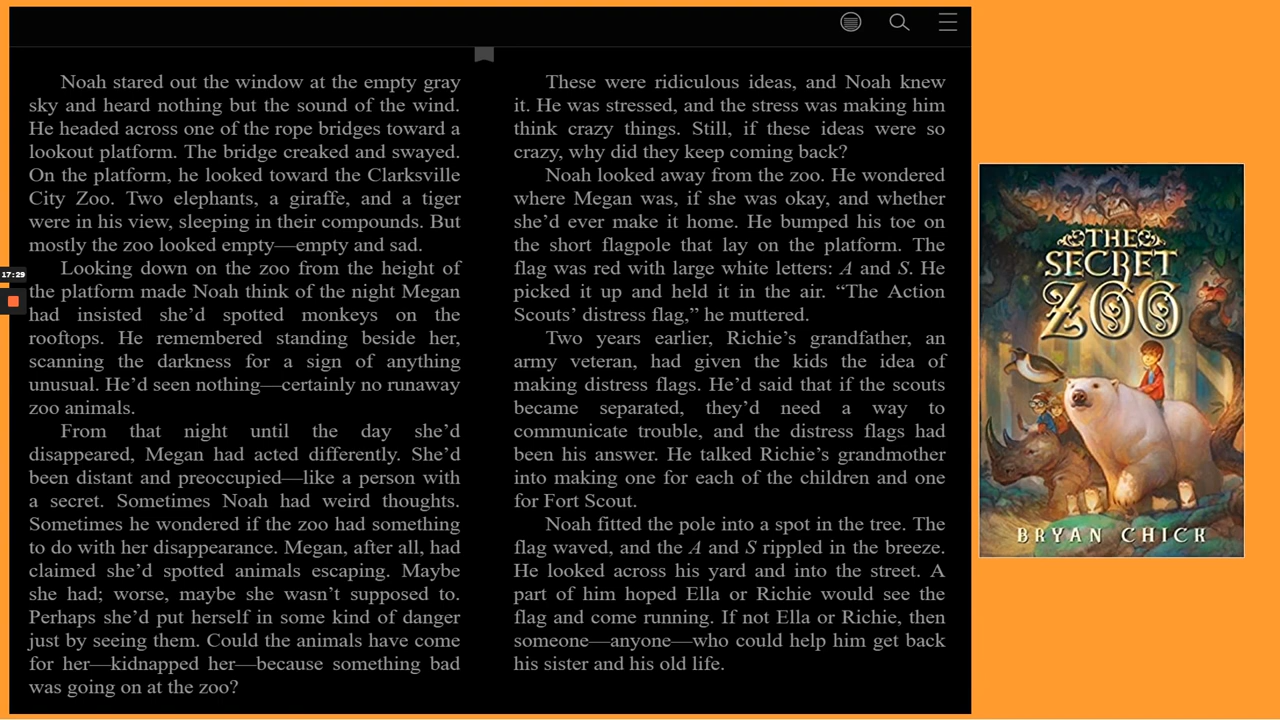 Noah stared out the window at the empty gray
sky and heard nothing but the sound of the wind.
He headed across one of the rope bridges toward a
lookout platform. The bridge creaked and swayed.
On the platform, he looked toward the Clarksville
City Zoo. Two elephants, a giraffe, and a tiger
were in his view, sleeping in their compounds. But
mostly the zoo looked empty—empty and sad.
Looking down on the zoo from the height of
the platform made Noah think of the night Megan
had insisted she’d spotted monkeys on the
rooftops. He remembered standing beside her,
scanning the darkness for a sign of anything
unusual. He’d seen nothing—certainly no runaway
zoo animals.
From that night until the day she’d
disappeared, Megan had acted differently. She’d
been distant and preoccupied—like a person with
a secret. Sometimes Noah had weird thoughts.
Sometimes he wondered if the zoo had something
to do with her disappearance. Megan, after all, had
claimed she’d spotted animals escaping. Maybe
she had; worse, maybe she wasn’t supposed to.
Perhaps she’d put herself in some kind of danger
just by seeing them. Could the animals have come
for her—kidnapped her—because something bad
was going on at the zoo?
These were ridiculous ideas, and Noah knew
it. He was stressed, and the stress was making him
think crazy things. Still, if these ideas were so
crazy, why did they keep coming back?
Noah looked away from the zoo. He wondered
where Megan was, if she was okay, and whether
she’d ever make it home. He bumped his toe on
the short flagpole that lay on the platform. The
flag was red with large white letters: A and S. He
picked it up and held it in the air. “The Action
Scouts’ distress flag,” he muttered.
Two years earlier, Richie’s grandfather, an
army veteran, had given the kids the idea of
making distress flags. He’d said that if the scouts
became separated, they’d need a way to
communicate trouble, and the distress flags had
been his answer. He talked Richie’s grandmother
into making one for each of the children and one
for Fort Scout.
Noah fitted the pole into a spot in the tree. The
flag waved, and the A and S rippled in the breeze.
He looked across his yard and into the street. A
part of him hoped Ella or Richie would see the
flag and come running. If not Ella or Richie, then
someone—anyone—who could help him get back
his sister and his old life.
17:29
THE
SECRET
ZOO
BRYAN CHICK